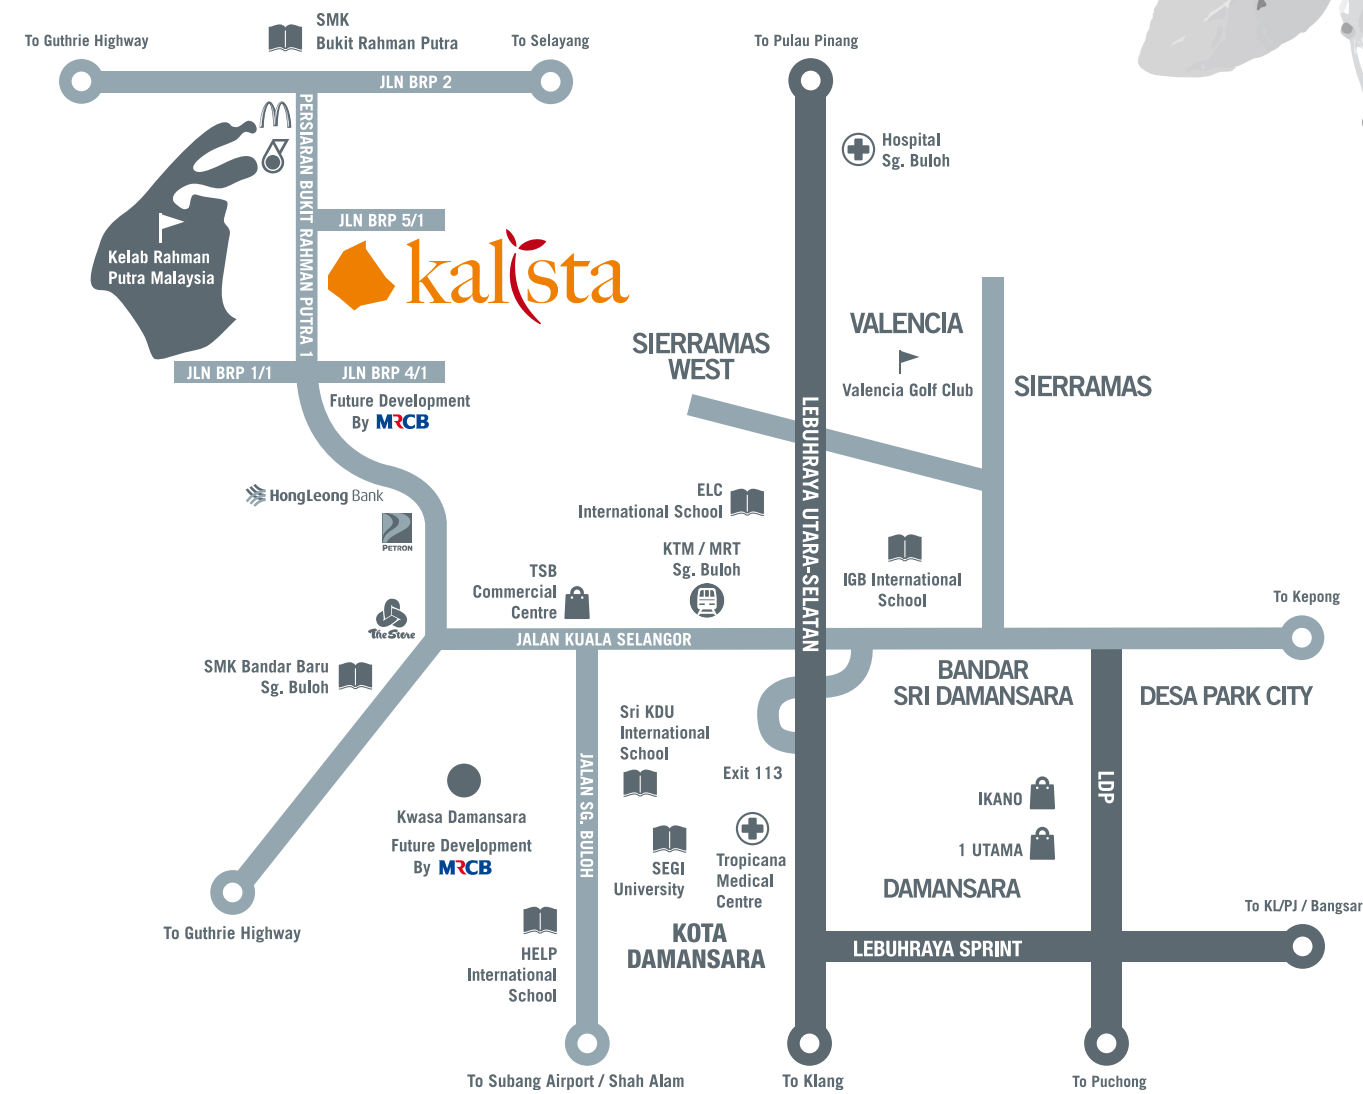 SMK
Bukit Rahman Putra
To Guthrie Highway
To Selayang
To Pulau Pinang
JLN BRP 2
PERSIARAN BUKIT RAHMAN PUTRA 1
Hospital
Sg. Buloh
JLN BRP 5/1
Kelab Rahman
Putra Malaysia
kalista
VALENCIA
SIERRAMAS
WEST
Valencia Golf Club
SIERRAMAS
JLN BRP 1/1
JLN BRP 4/1
Future Development
By MRCB
LEBUHRAYA UTARA-SELATAN
HongLeong Bank
ELC
International School
PETRON
KTM / MRT
Sg. Buloh
TSB
Commercial
Centre
IGB International
School
To Kepong
The Store
JALAN KUALA SELANGOR
SMK Bandar Baru
Sg. Buloh
BANDAR
SRI DAMANSARA
DESA PARK CITY
Sri KDU
International
School
Exit 113
JALAN SG. BULOH
LDP
Kwasa Damansara
Future Development
By MRCB
IKANO
1 UTAMA
SEGI
University
Tropicana
Medical
Centre
DAMANSARA
To KL/PJ / Bangsar
To Guthrie Highway
KOTA
DAMANSARA
LEBUHRAYA SPRINT
HELP
International
School
To Subang Airport / Shah Alam
To Klang
To Puchong